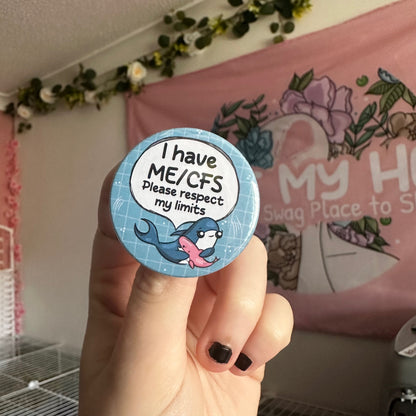 I have
ME/CFS
Please respect
my limits
My H
Swag Place to S